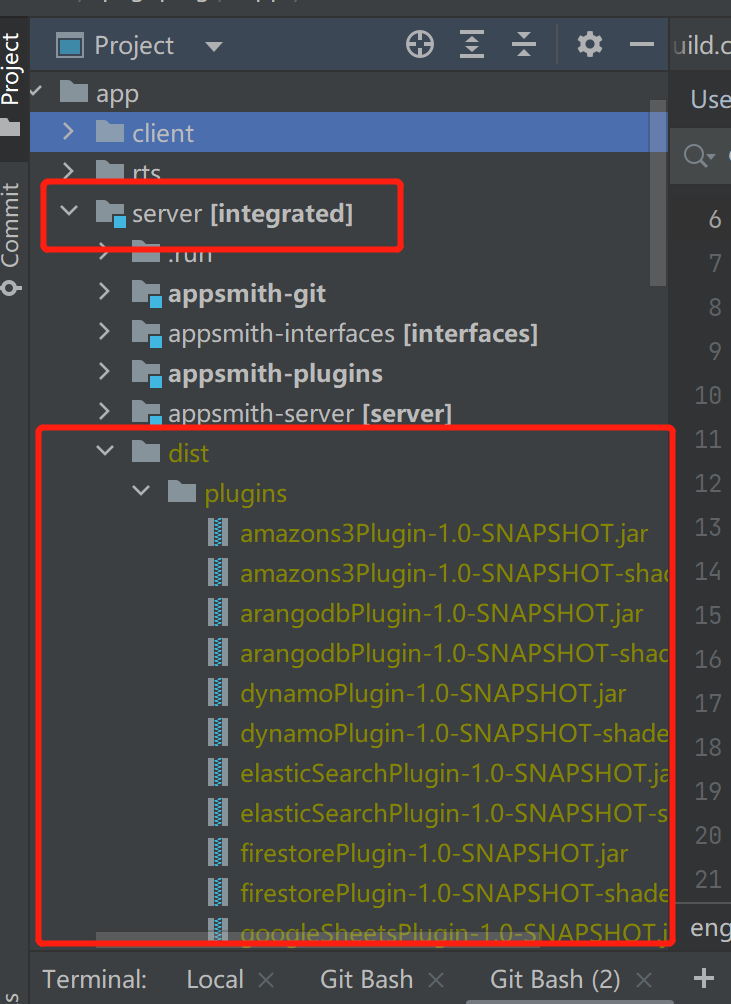 Project
uild.c
Project
app
client
rts
server [integrated]
.run
appsmith-git
appsmith-interfaces [interfaces]
appsmith-plugins
appsmith-server [server]
dist
plugins
amazons3Plugin-1.0-SNAPSHOT.jar
amazons3Plugin-1.0-SNAPSHOT-shad
arangodbPlugin-1.0-SNAPSHOT.jar
arangodbPlugin-1.0-SNAPSHOT-shad
dynamoPlugin-1.0-SNAPSHOT.jar
dynamoPlugin-1.0-SNAPSHOT-shade
elasticSearchPlugin-1.0-SNAPSHOT.ja
elasticSearchPlugin-1.0-SNAPSHOT-s
firestorePlugin-1.0-SNAPSHOT.jar
firestorePlugin-1.0-SNAPSHOT-shade
googleSheetsPlugin-1.0-SNAPSHOT.j
Commit
Use
6
7
8
9
10
11
12
13
14
15
16
17
18
19
20
21
eng
Terminal: Local Git Bash Git Bash (2)